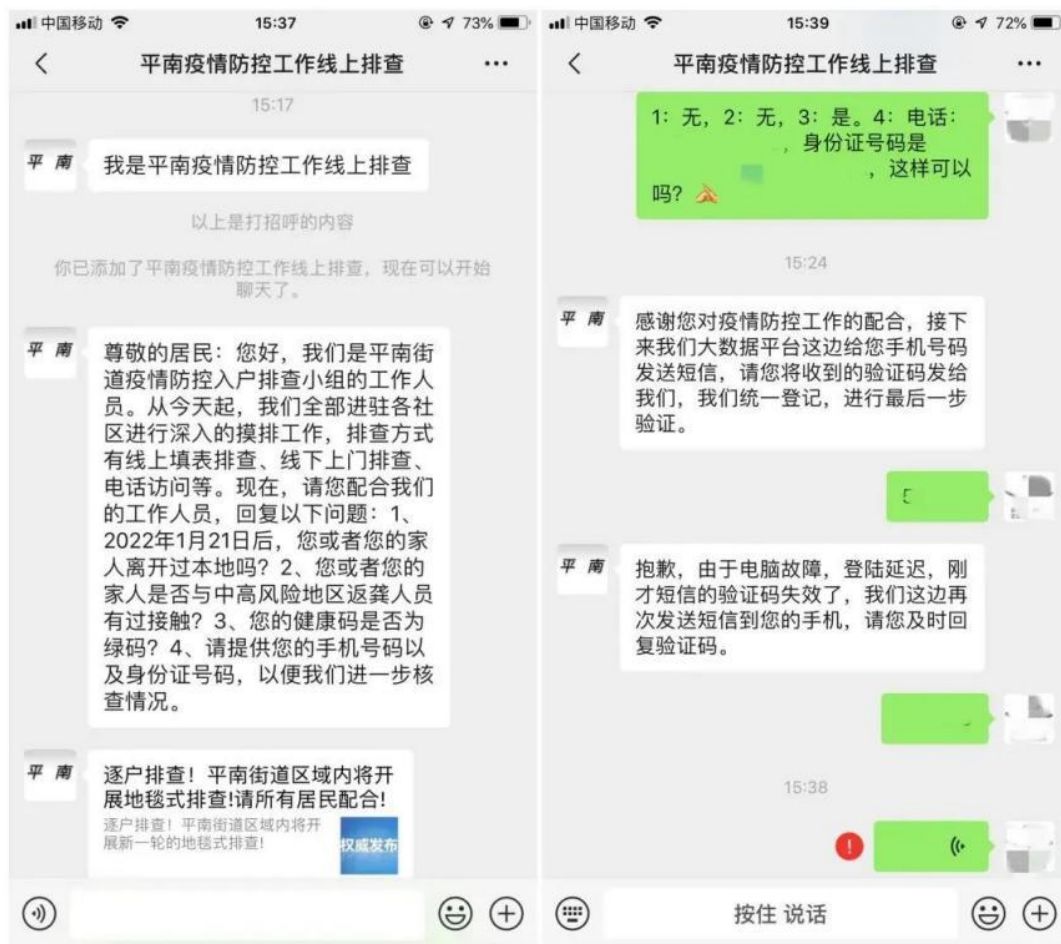 中国移动 15:37 73%
平南疫情防控工作线上排查
15:17
平南
我是平南疫情防控工作线上排查
以上是打招呼的内容
你已添加了平南疫情防控工作线上排查，现在可以开始
聊天了。
平南
尊敬的居民：您好，我们是平南街
道疫情防控入户排查小组的工作人
员。从今天起，我们全部进驻各社
区进行深入的摸排工作，排查方式
有线上填表排查、线下上门排查、
电话访问等。现在，请您配合我们
的工作人员，回复以下问题：1、
2022年1月21日后，您或者您的家
人离开过本地吗？2、您或者您的
家人是否与中高风险地区返龚人员
有过接触？3、您的健康码是否为
绿码？4、请提供您的手机号码以
及身份证号码，以便我们进一步核
查情况。
平南
逐户排查！平南街道区域内将开
展地毯式排查!请所有居民配合!
逐户排查！平南街道区域内将开
展新一轮的地毯式排查!
权威发布
中国移动 15:39 72%
平南疫情防控工作线上排查
1：无，2：无，3：是。4：电话：
，身份证号码是
，这样可以
吗？
15:24
平南
感谢您对疫情防控工作的配合，接下
来我们大数据平台这边给您手机号码
发送短信，请您将收到的验证码发给
我们，我们统一登记，进行最后一步
验证。
平南
抱歉，由于电脑故障，登陆延迟，刚
才短信的验证码失效了，我们这边再
次发送短信到您的手机，请您及时回
复验证码。
15:38
按住 说话